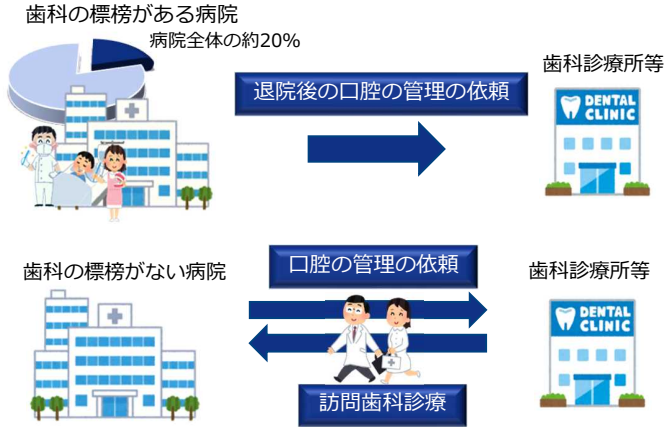 歯科の標榜がある病院
病院全体の約20%
退院後の口腔の管理の依頼
歯科診療所等
DENTAL
CLINIC
歯科の標榜がない病院
口腔の管理の依頼
歯科診療所等
DENTAL
CLINIC
訪問歯科診療